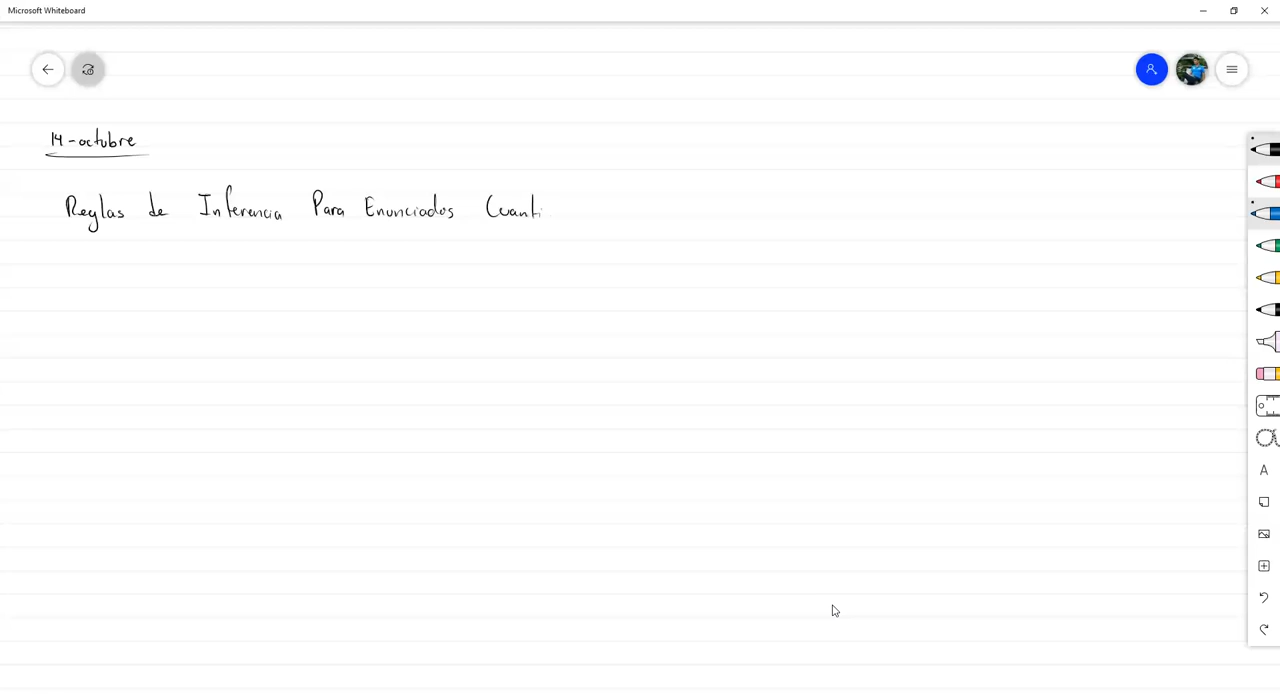 Microsoft Whiteboard
14-octubre
Reglas de Inferencia Para Enunciados Cuanti
A